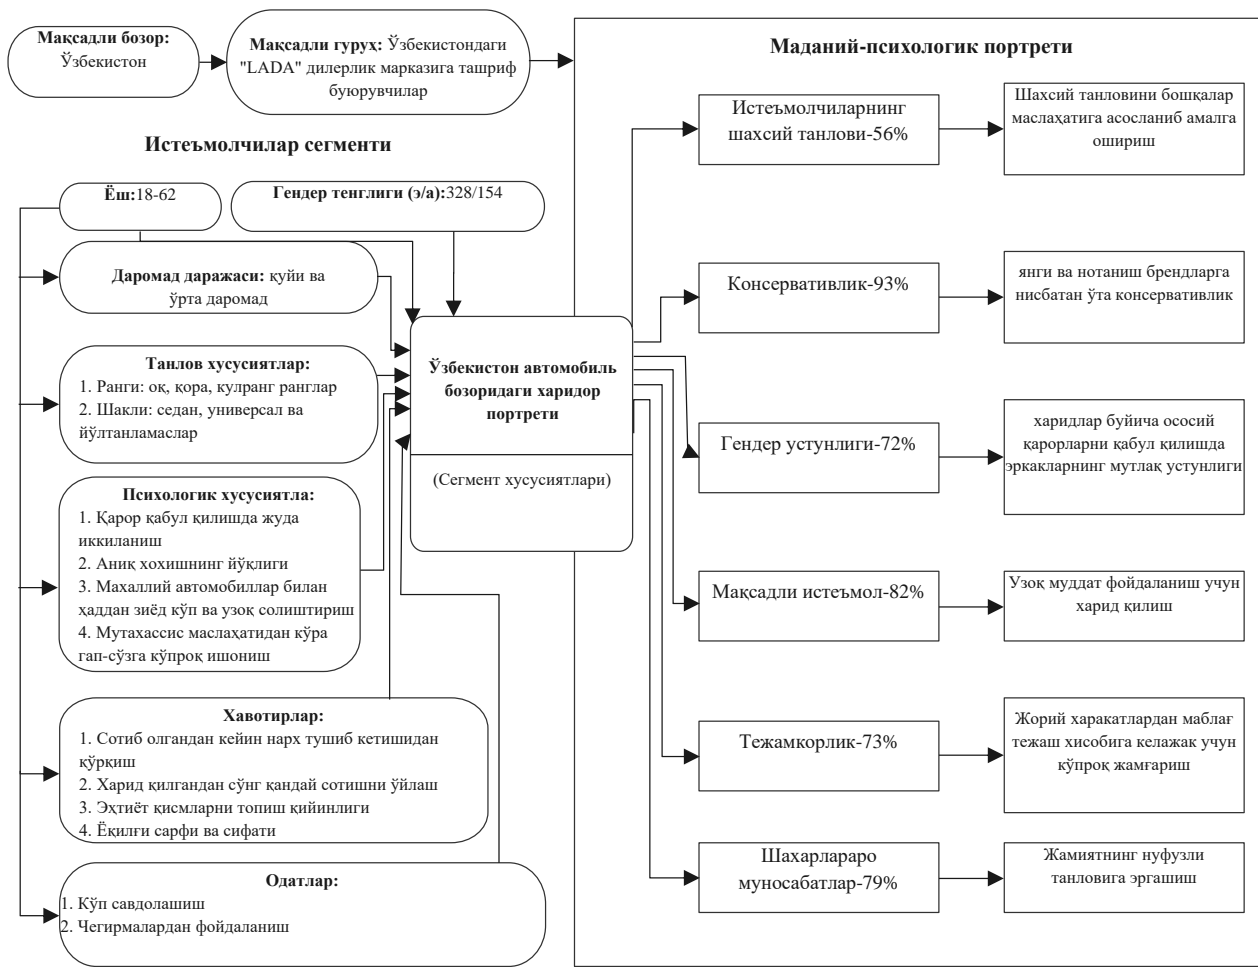 Мақсадли бозор:
Ўзбекистон
Мақсадли гуруҳ: Ўзбекистондаги
"LADA" дилерлик марказига ташриф
буюрувчилар
Истеъмолчилар сегменти
Ёш:18-62
Гендер тенглиги (э/а):328/154
Даромад даражаси: қуйи ва
ўрта даромад
Танлов хусусиятлар:
1. Ранги: оқ, қора, кулранг ранглар
2. Шакли: седан, универсал ва
йўлтанламаслар
Психологик хусусиятла:
1. Қарор қабул қилишда жуда
иккиланиш
2. Аниқ хохишнинг йўқлиги
3. Махаллий автомобиллар билан
ҳаддан зиёд кўп ва узоқ солиштириш
4. Мутахассис маслаҳатидан кўра
гап-сўзга кўпроқ ишониш
Хавотирлар:
1. Сотиб олгандан кейин нарх тушиб кетишидан
қўрқиш
2. Харид қилгандан сўнг қандай сотишни ўйлаш
3. Эҳтиёт қисмларни топиш қийинлиги
4. Ёқилғи сарфи ва сифати
Одатлар:
1. Кўп савдолашиш
2. Чегирмалардан фойдаланиш
Ўзбекистон автомобиль
бозоридаги харидор
портрети
(Сегмент хусусиятлари)
Маданий-психологик портрети
Истеъмолчиларнинг
шахсий танлови-56%
Шахсий танловини бошқалар
маслаҳатига асосланиб амалга
ошириш
Консервативлик-93%
янги ва нотаниш брендларга
нисбатан ўта консервативлик
Гендер устунлиги-72%
харидлар буйича ососий
қарорларни қабул қилишда
эркакларнинг мутлақ устунлиги
Мақсадли истеъмол-82%
Узоқ муддат фойдаланиш учун
харид қилиш
Тежамкорлик-73%
Жорий харакатлардан маблағ
тежаш хисобига келажак учун
кўпроқ жамғариш
Шахарлараро
муносабатлар-79%
Жамиятнинг нуфузли
танловига эргашиш